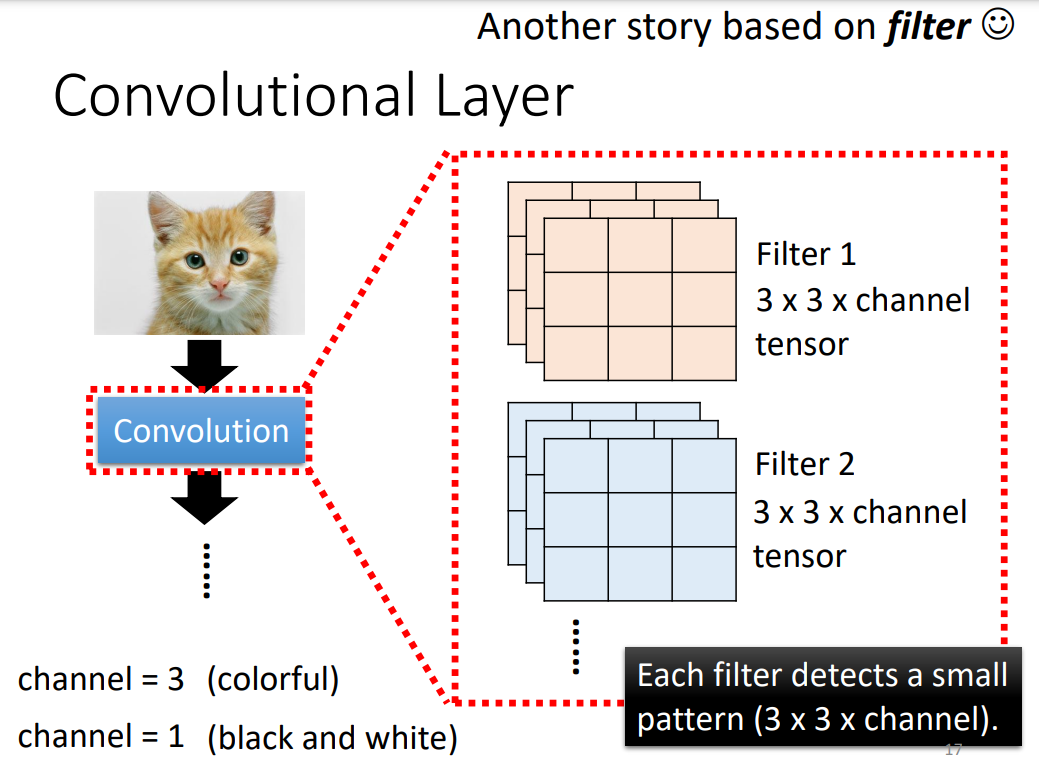 Another story based on filter ☺
Convolutional Layer
Convolution
channel = 3 (colorful)
channel = 1 (black and white)
Filter 1
3 x 3 x channel
tensor
Filter 2
3 x 3 x channel
tensor
Each filter detects a small
pattern (3 x 3 x channel).
17